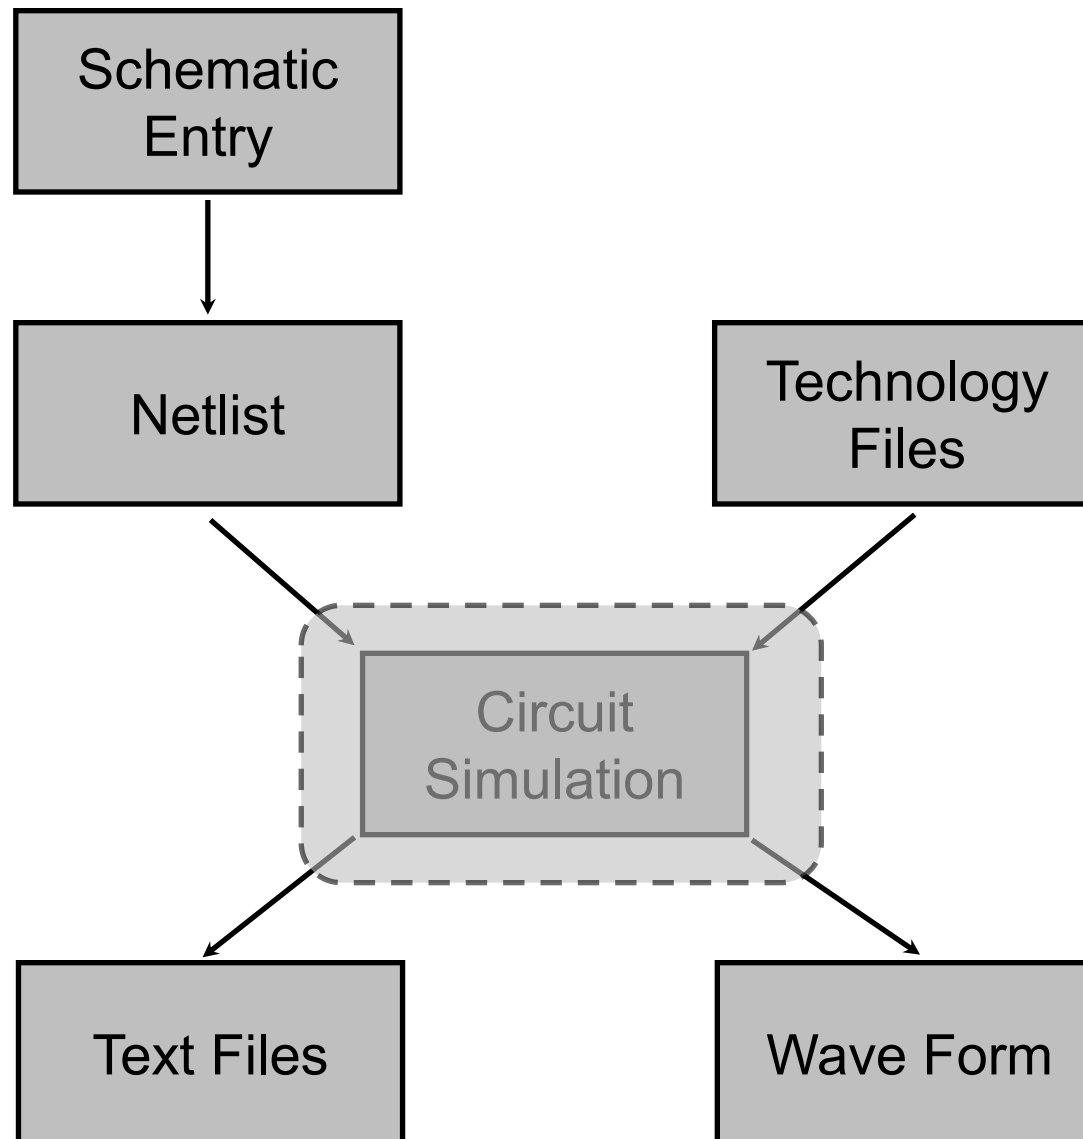 Schematic
Entry
Netlist
Technology
Files
Circuit
Simulation
Text Files
Wave Form